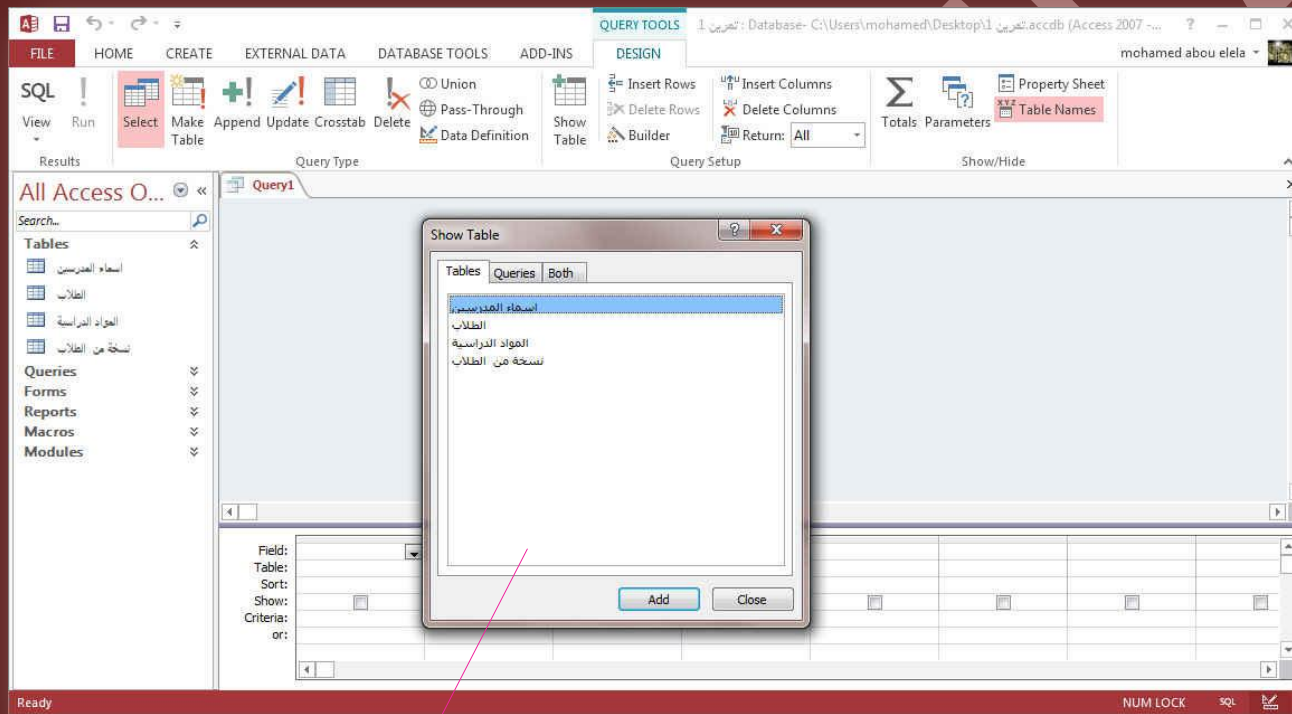 QUERY TOOLS
تمرين 1 : Database- C:\Users\mohamed\Desktop\تمرين 1.accdb (Access 2007 -...
FILE HOME CREATE EXTERNAL DATA DATABASE TOOLS ADD-INS DESIGN mohamed abou elela
SQL View
Run
Results
Select
Make Table
Append
Update
Crosstab
Delete
Union
Pass-Through
Data Definition
Query Type
Show Table
Insert Rows
Delete Rows
Builder
Insert Columns
Delete Columns
Return: All
Query Setup
Totals
Parameters
Property Sheet
Table Names
Show/Hide
All Access O...
Search...
Tables
اسماء المدرسين
الطلاب
المواد الدراسية
نسخة من الطلاب
Queries
Forms
Reports
Macros
Modules
Query1
Show Table
Tables Queries Both
اسماء المدرسين
الطلاب
المواد الدراسية
نسخة من الطلاب
Add Close
Field:
Table:
Sort:
Show:
Criteria:
or:
Ready NUM LOCK SQL